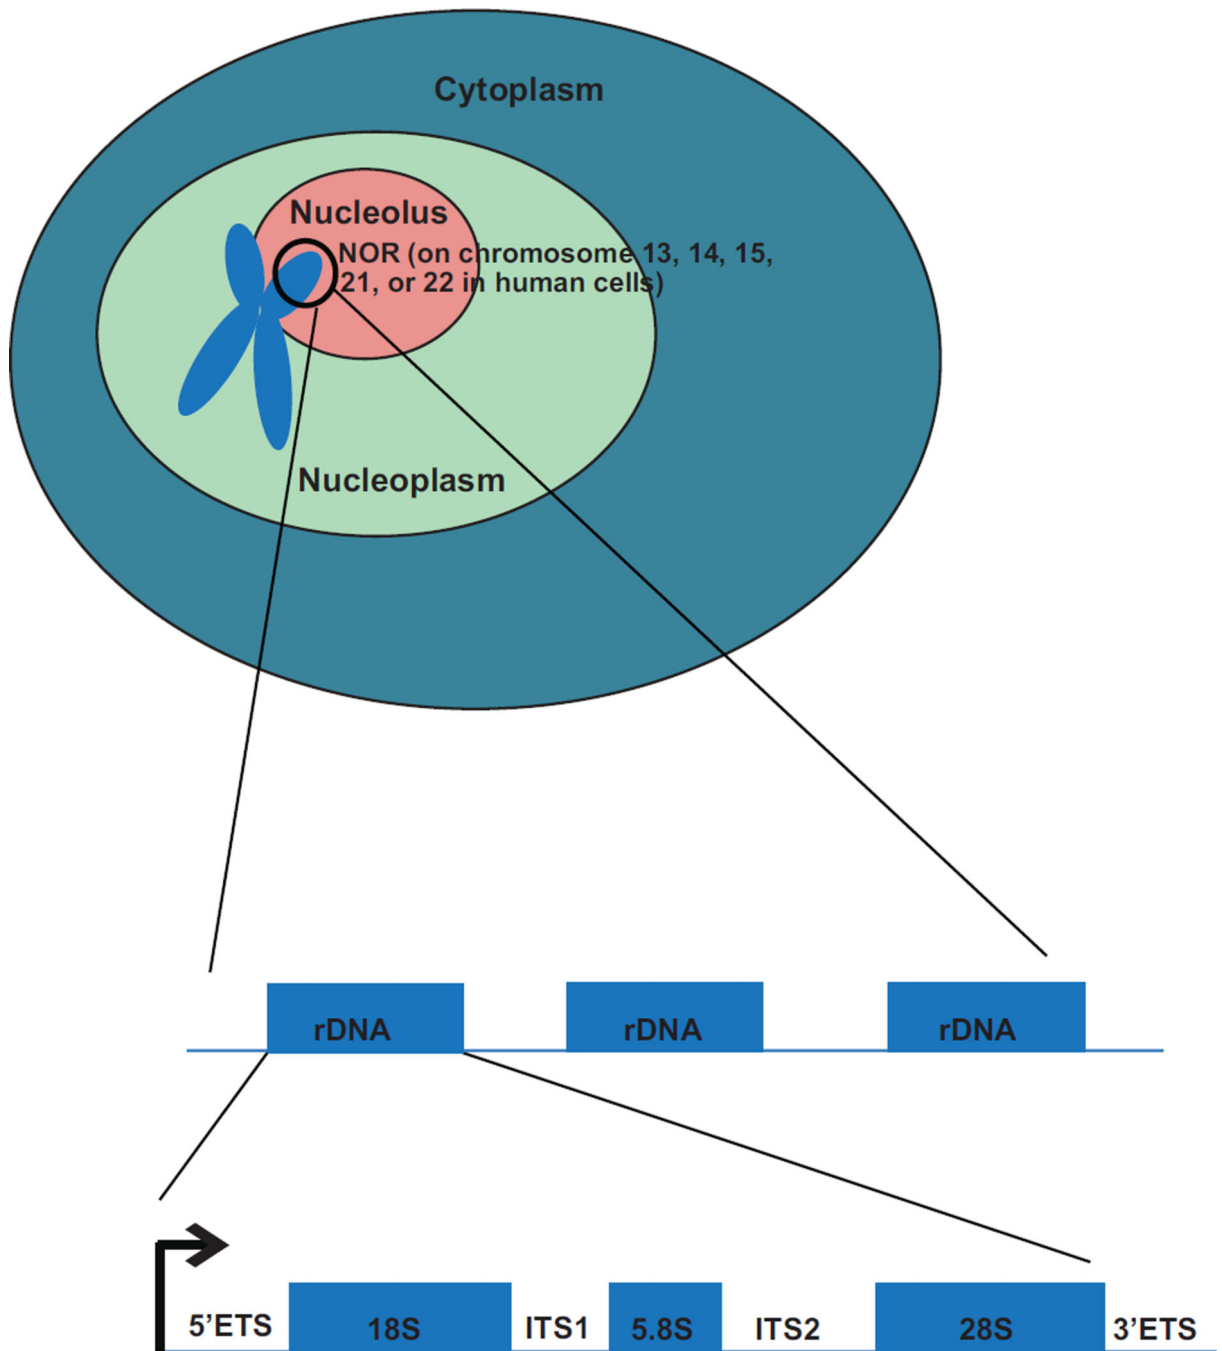 Cytoplasm
Nucleolus
NOR (on chromosome 13, 14, 15,
21, or 22 in human cells)
Nucleoplasm
rDNA rDNA rDNA
5’ETS 18S ITS1 5.8S ITS2 28S 3’ETS